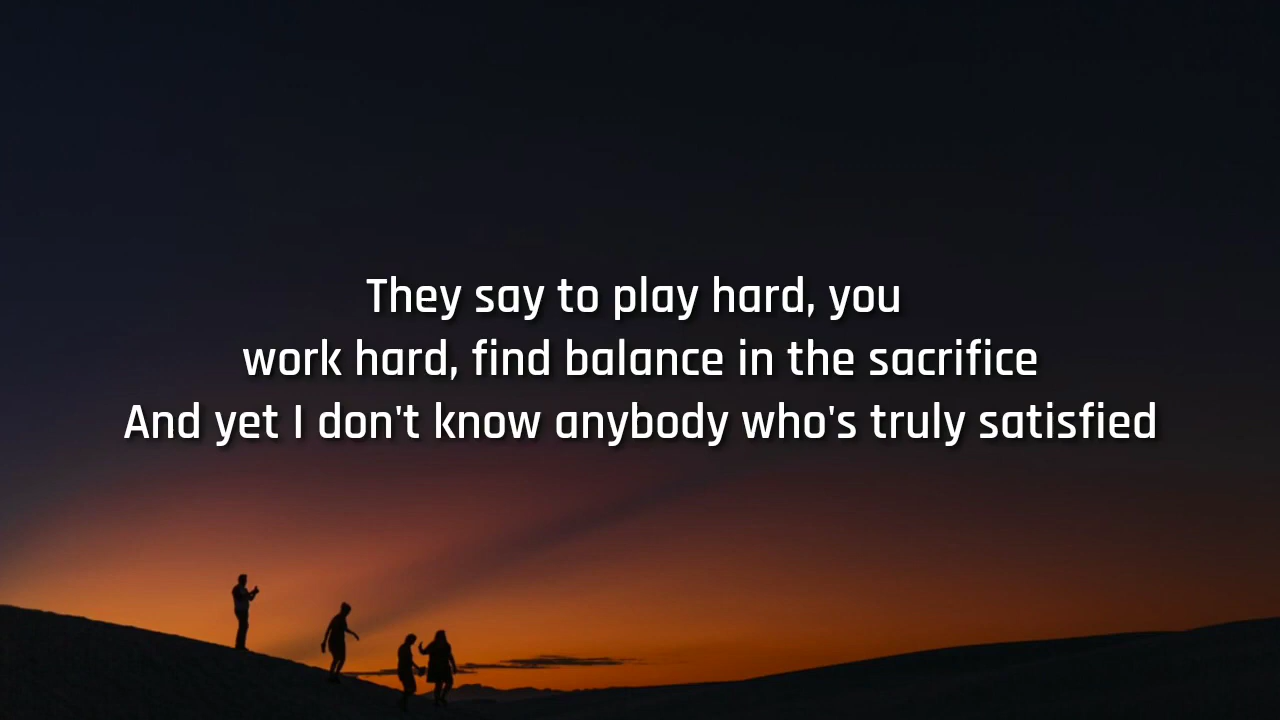 They say to play hard, you
work hard, find balance in the sacrifice
And yet I don't know anybody who's truly satisfied